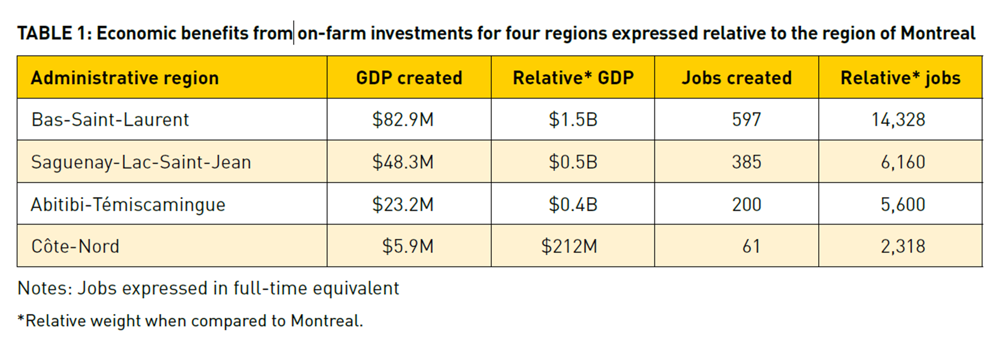 TABLE 1: Economic benefits from on-farm investments for four regions expressed relative to the region of Montreal
Administrative region GDP created Relative* GDP Jobs created Relative* jobs
Bas-Saint-Laurent $82.9M $1.5B 597 14,328
Saguenay-Lac-Saint-Jean $48.3M $0.5B 385 6,160
Abitibi-Témiscamingue $23.2M $0.4B 200 5,600
Côte-Nord $5.9M $212M 61 2,318
Notes: Jobs expressed in full-time equivalent
*Relative weight when compared to Montreal.